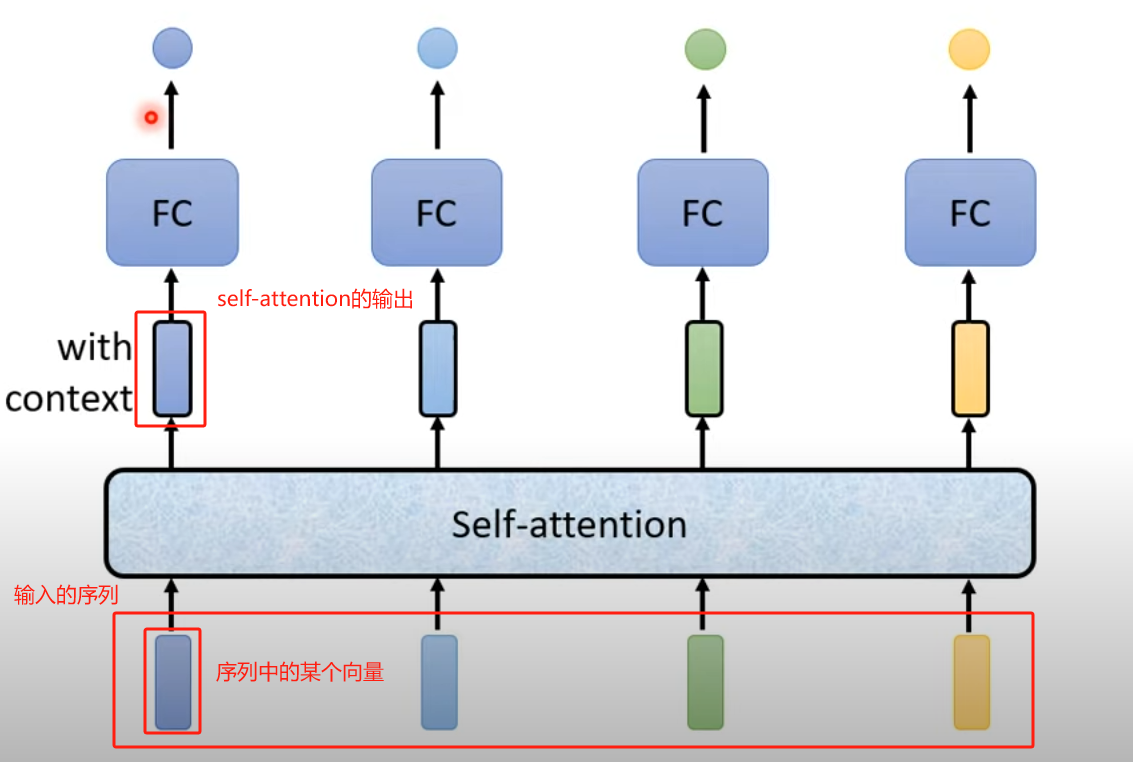 FC
FC
FC
FC
self-attention的输出
with
context
Self-attention
输入的序列
序列中的某个向量